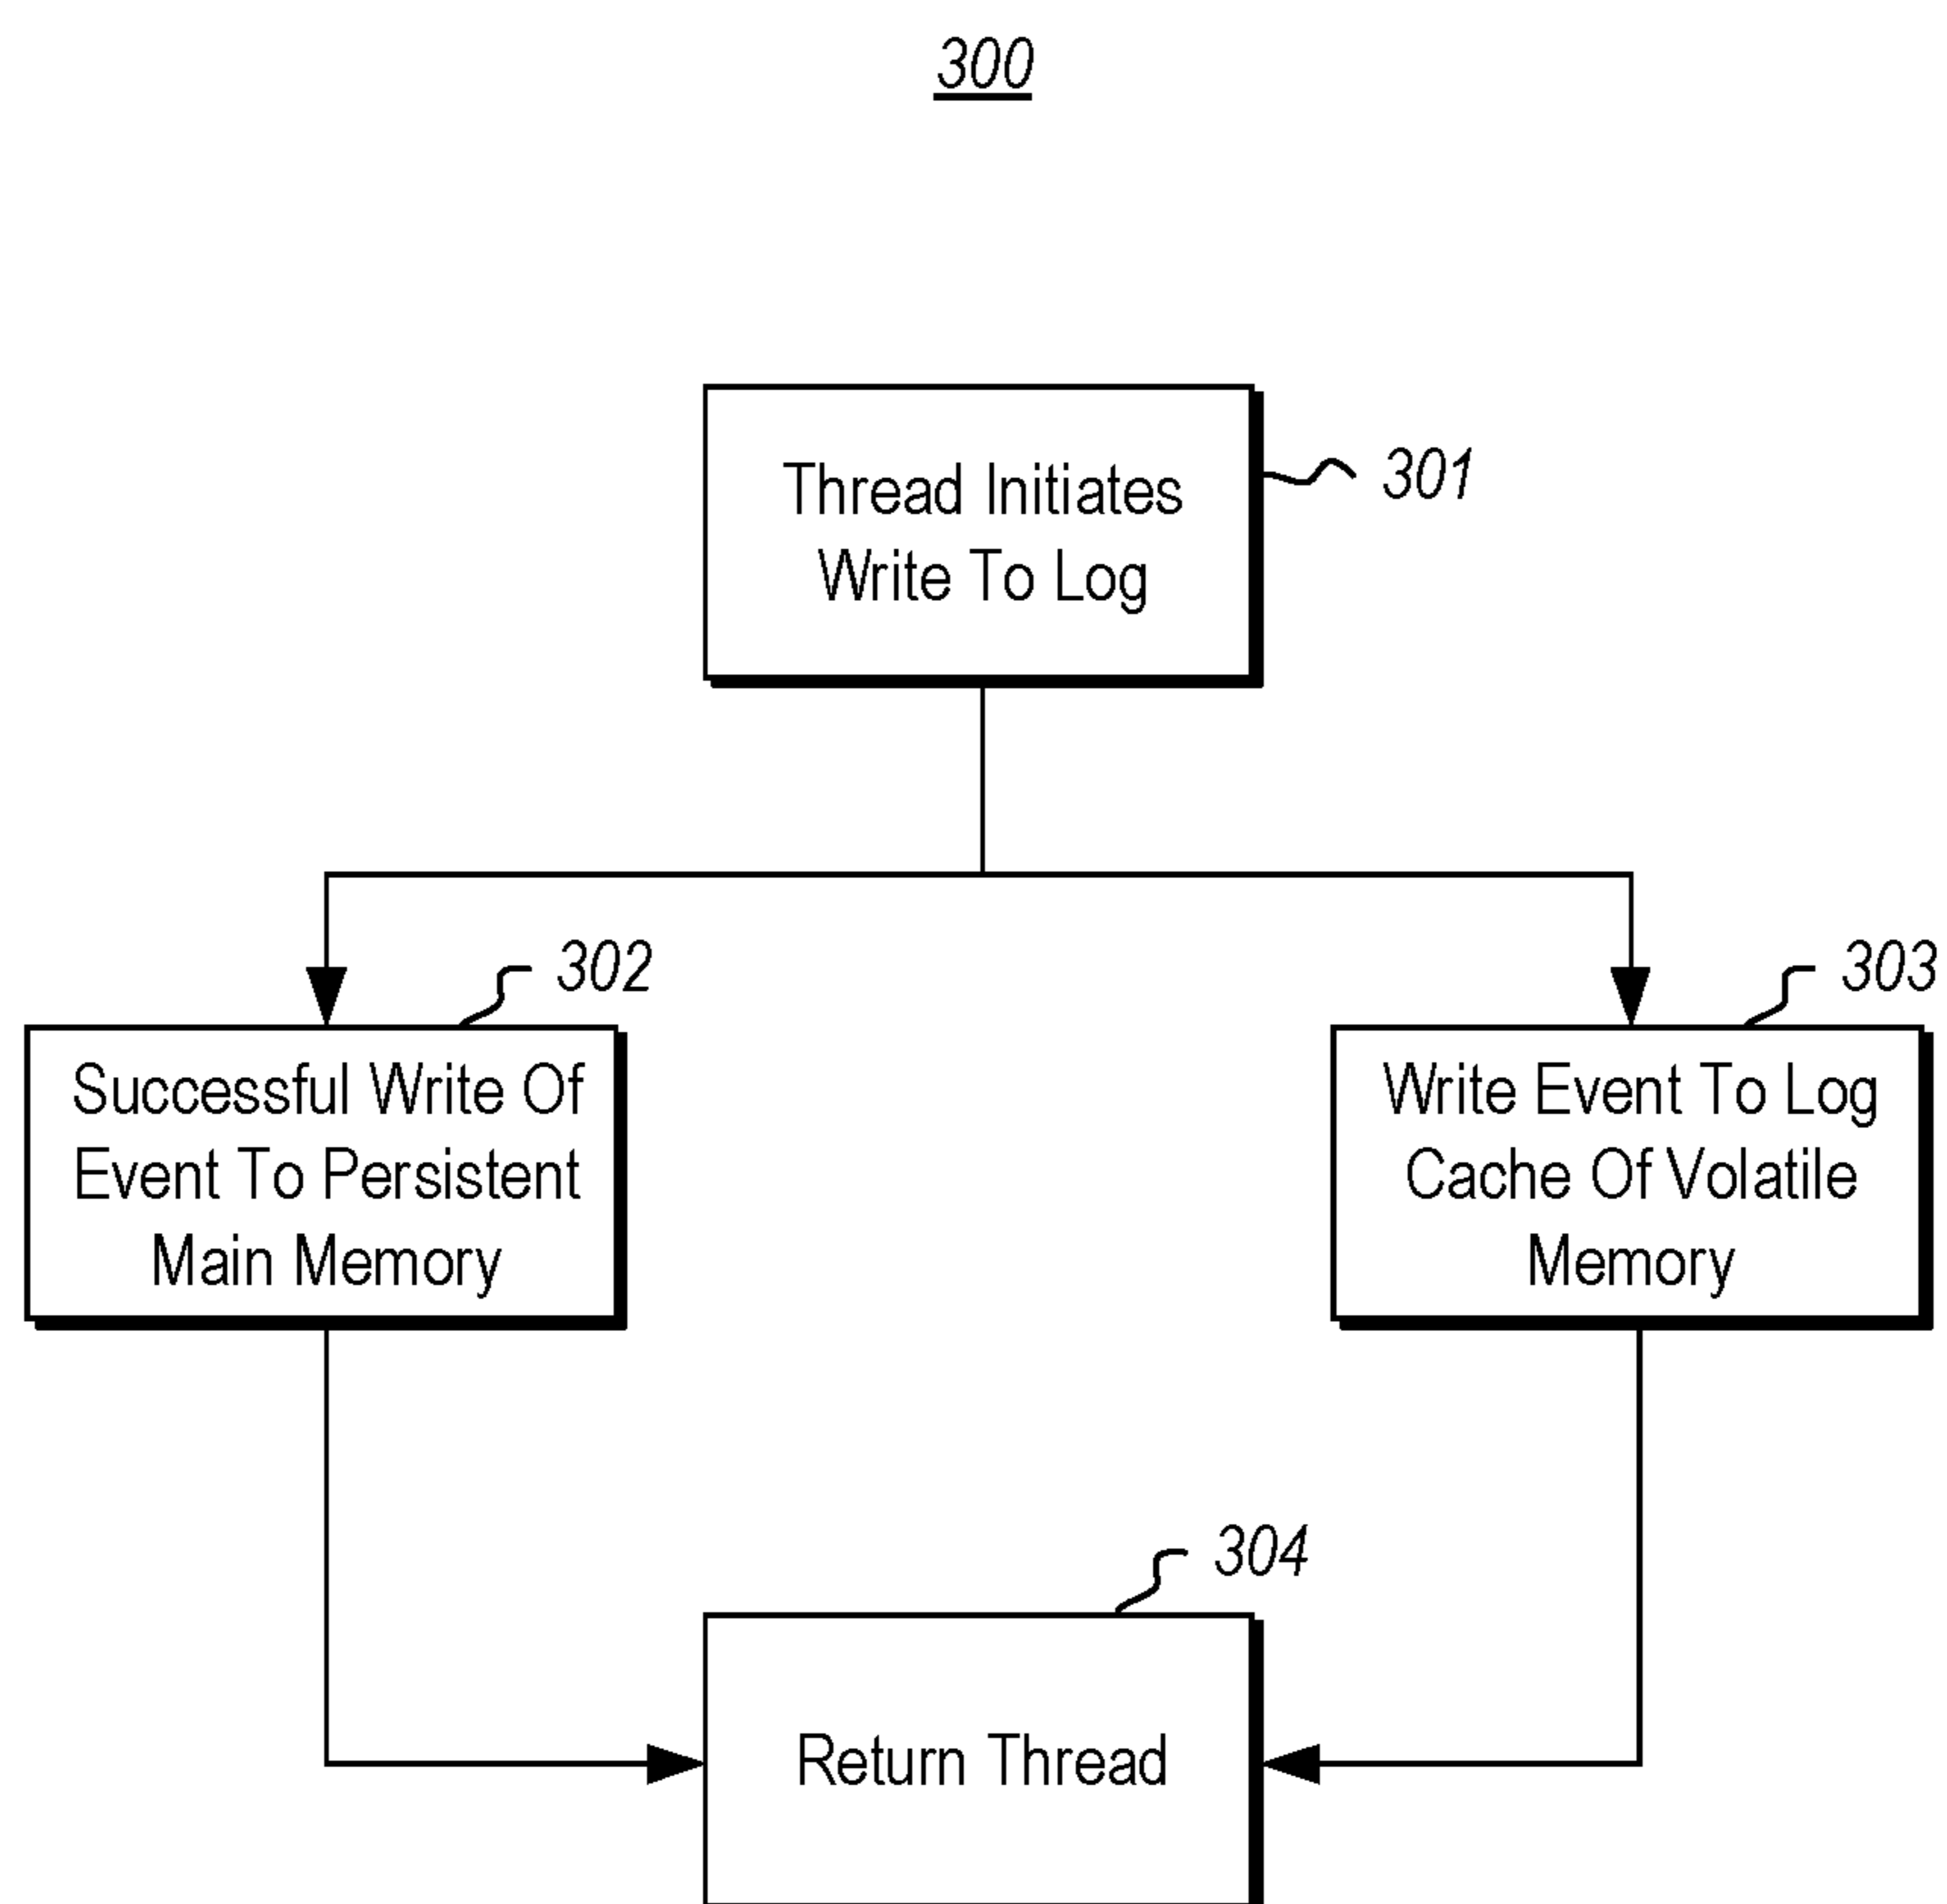 300
Thread Initiates
Write To Log
301
302
303
Successful Write Of
Event To Persistent
Main Memory
Write Event To Log
Cache Of Volatile
Memory
304
Return Thread